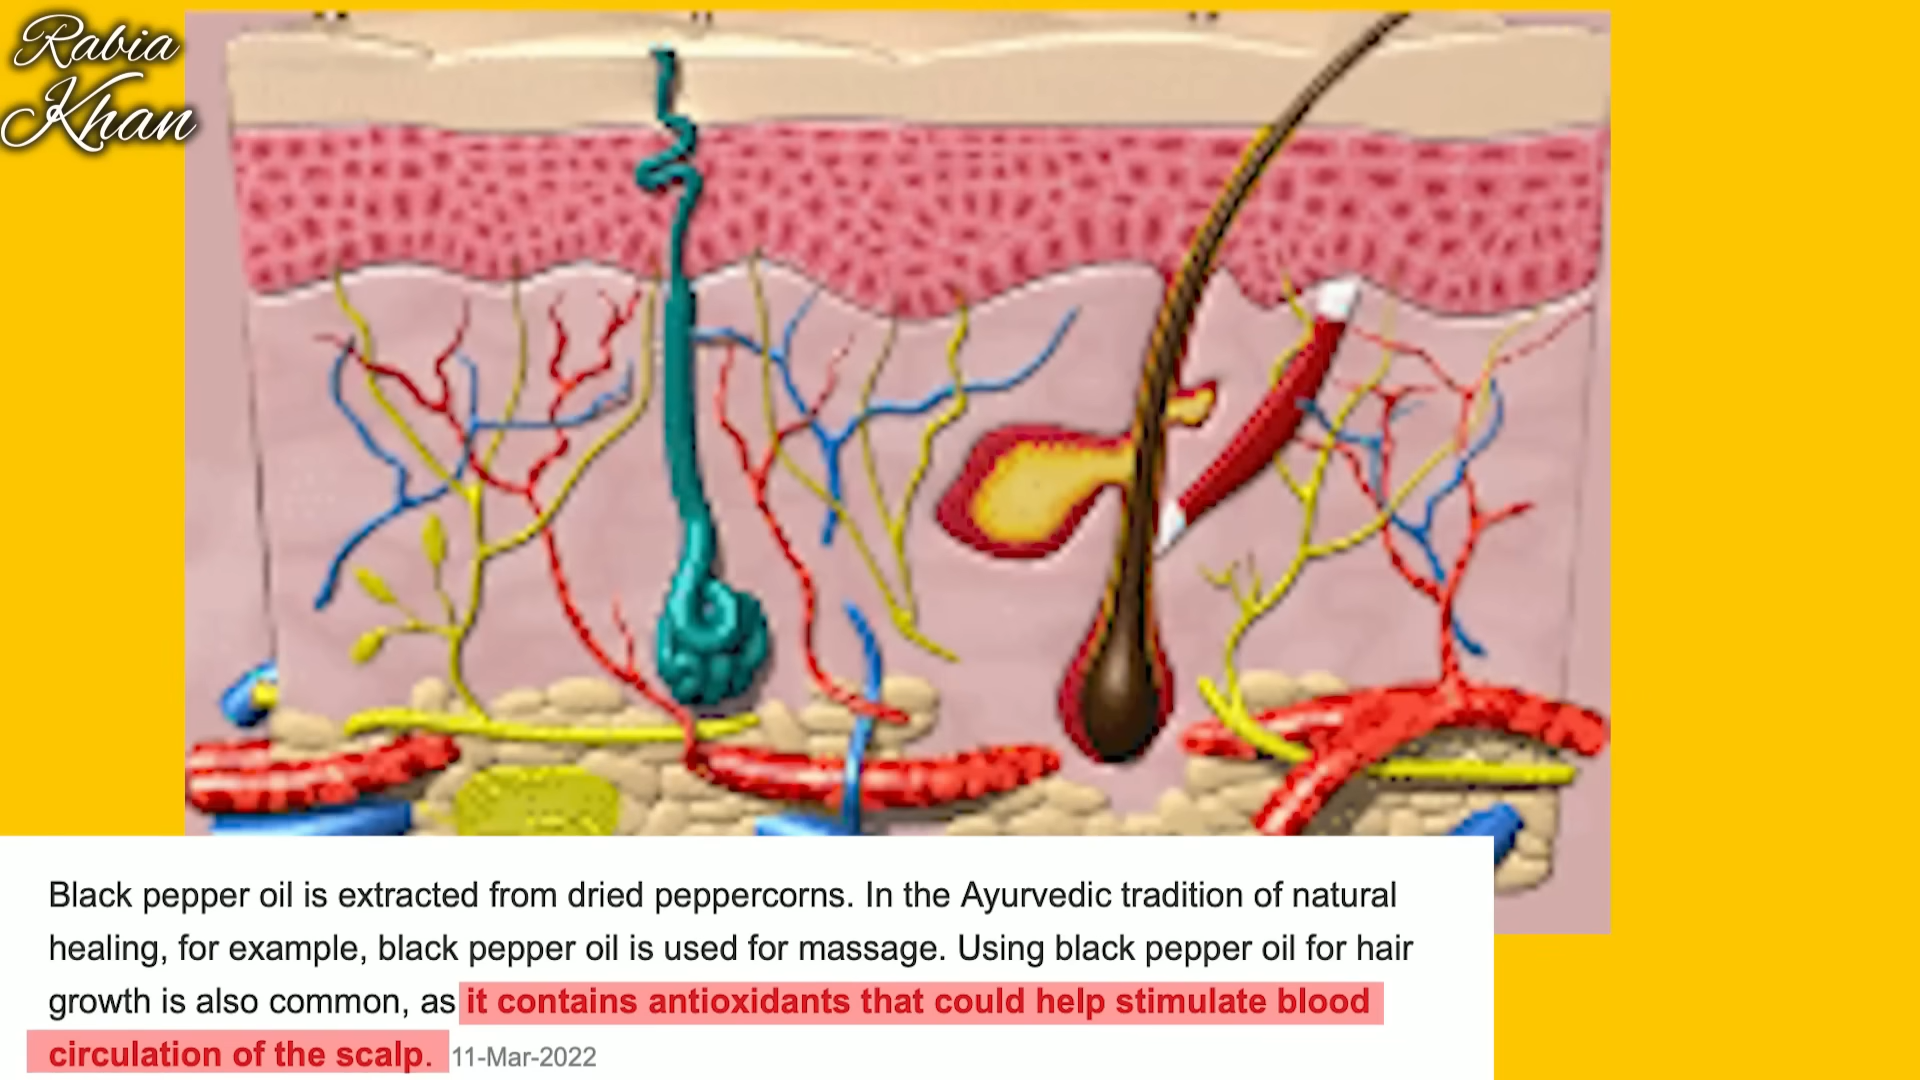 Rabia
Khan
Black pepper oil is extracted from dried peppercorns. In the Ayurvedic tradition of natural
healing, for example, black pepper oil is used for massage. Using black pepper oil for hair
growth is also common, as it contains antioxidants that could help stimulate blood
circulation of the scalp. 11-Mar-2022